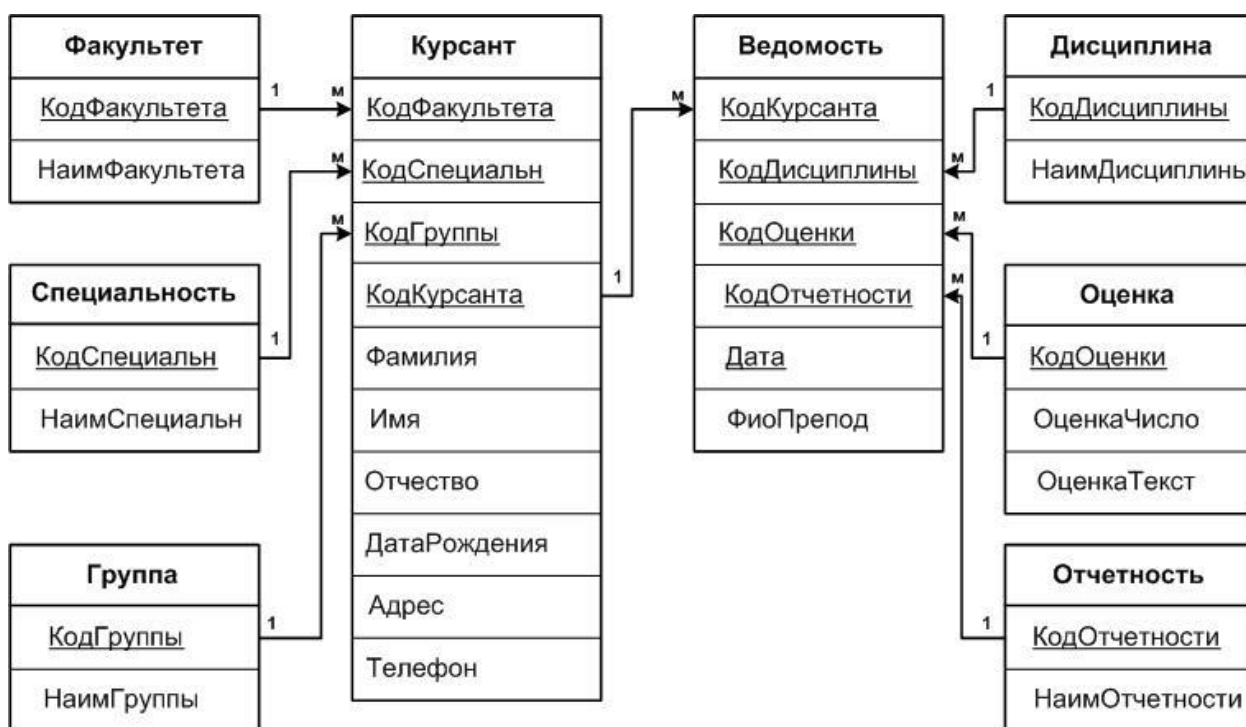 Факультет
КодФакультета
НаимФакультета
Специальность
КодСпециальн
НаимСпециальн
Группа
КодГруппы
НаимГруппы
1
м
1
м
1
м
Курсант
КодФакультета
КодСпециальн
КодГруппы
КодКурсанта
Фамилия
Имя
Отчество
ДатаРождения
Адрес
Телефон
1
м
Ведомость
КодКурсанта
КодДисциплины
КодОценки
КодОтчетности
Дата
ФиоПрепод
1
м
1
м
1
м
Дисциплина
КодДисциплины
НаимДисциплины
Оценка
КодОценки
ОценкаЧисло
ОценкаТекст
Отчетность
КодОтчетности
НаимОтчетности